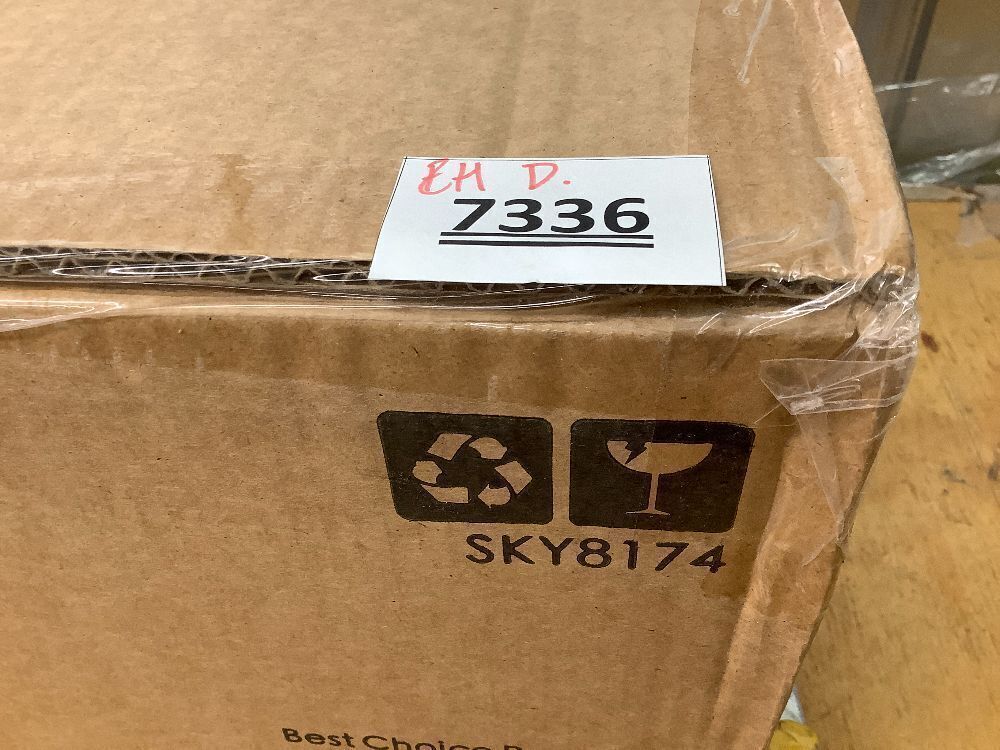 EH D.
7336
SKY8174
Best Choice